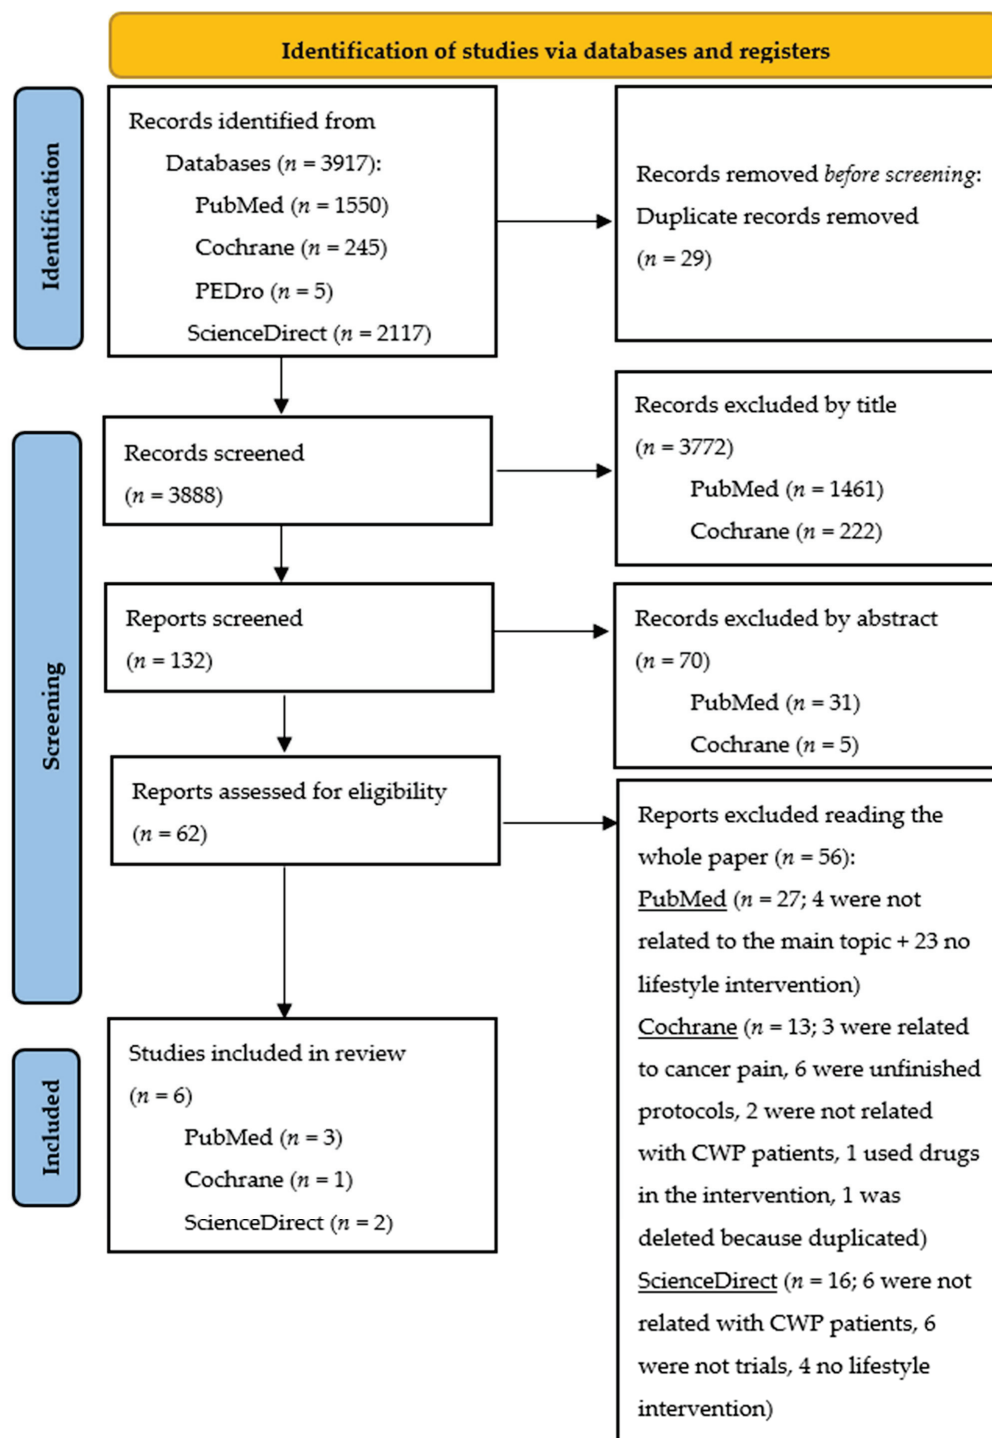 Identification of studies via databases and registers
Identification
Records identified from
Databases (n = 3917):
PubMed (n = 1550)
Cochrane (n = 245)
PEDro (n = 5)
ScienceDirect (n = 2117)
Records removed before screening:
Duplicate records removed
(n = 29)
Screening
Records screened
(n = 3888)
Records excluded by title
(n = 3772)
PubMed (n = 1461)
Cochrane (n = 222)
Reports screened
(n = 132)
Records excluded by abstract
(n = 70)
PubMed (n = 31)
Cochrane (n = 5)
Reports assessed for eligibility
(n = 62)
Reports excluded reading the
whole paper (n = 56):
PubMed (n = 27; 4 were not
related to the main topic + 23 no
lifestyle intervention)
Cochrane (n = 13; 3 were related
to cancer pain, 6 were unfinished
protocols, 2 were not related
with CWP patients, 1 used drugs
in the intervention, 1 was
deleted because duplicated)
ScienceDirect (n = 16; 6 were not
related with CWP patients, 6
were not trials, 4 no lifestyle
intervention)
Included
Studies included in review
(n = 6)
PubMed (n = 3)
Cochrane (n = 1)
ScienceDirect (n = 2)